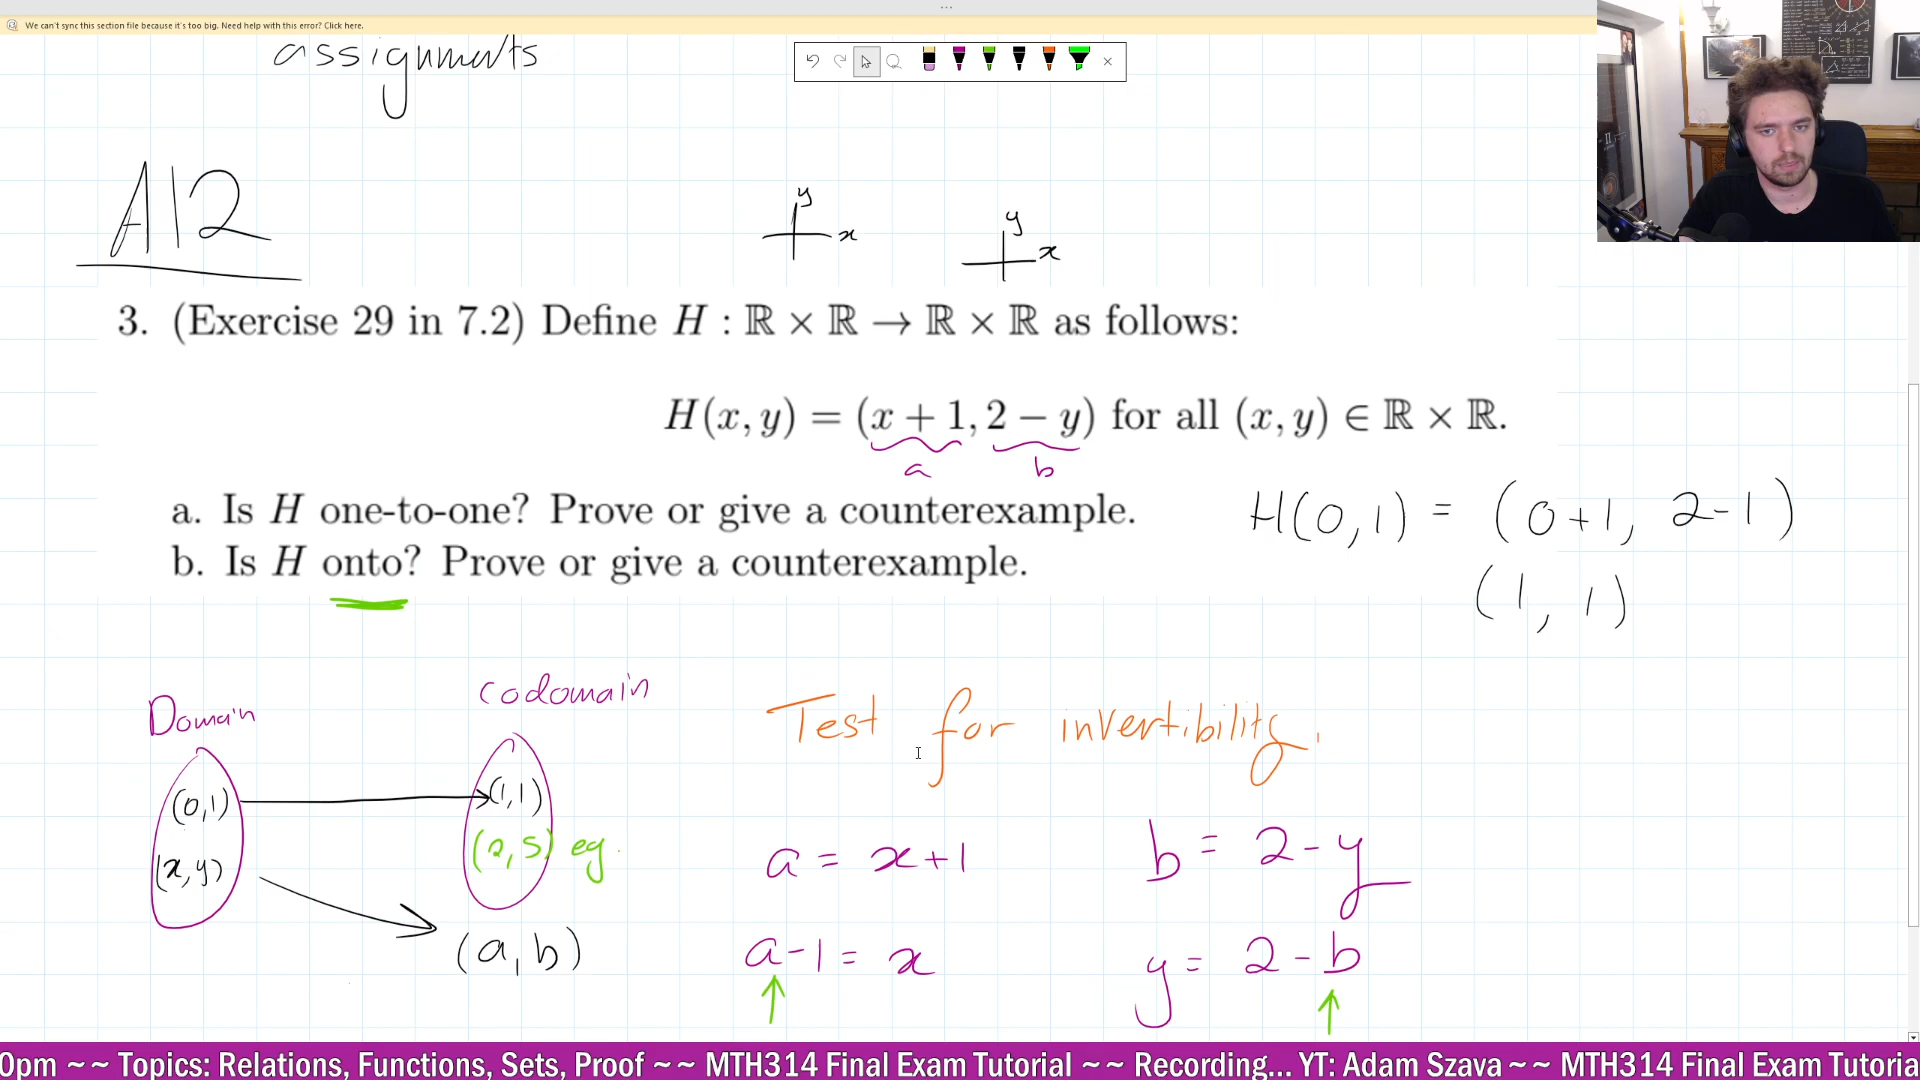 We can't sync this section file because it's too big. Need help with this error? Click here.
assignments
A12
y
x
y
x
3. (Exercise 29 in 7.2) Define H : ℝ × ℝ → ℝ × ℝ as follows:
H(x, y) = (x + 1, 2 − y) for all (x, y) ∈ ℝ × ℝ.
a b
a. Is H one-to-one? Prove or give a counterexample.
b. Is H onto? Prove or give a counterexample.
H(0,1) = (0+1, 2-1)
(1, 1)
Domain
codomain
(0,1)
(1,1)
(2,5) eg.
(x,y)
(a,b)
Test for invertibility.
a = x+1
b = 2-y
a-1 = x
y = 2-b
0pm ~~ Topics: Relations, Functions, Sets, Proof ~~ MTH314 Final Exam Tutorial ~~ Recording... YT: Adam Szava ~~ MTH314 Final Exam Tutoria